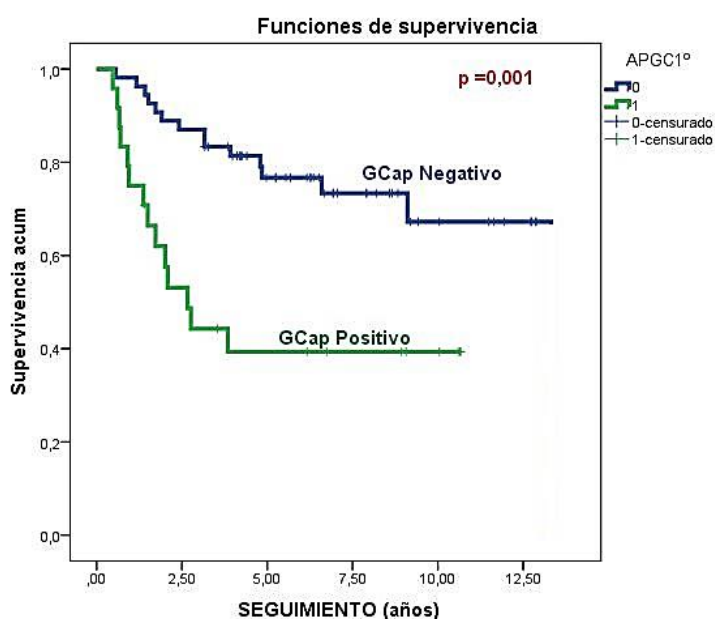 Funciones de supervivencia
p =0,001
APGC1º
0
1
0-censurado
1-censurado
GCap Negativo
GCap Positivo
Supervivencia acum
1,0
0,8
0,6
0,4
0,2
0,0
,00
2,50
5,00
7,50
10,00
12,50
SEGUIMIENTO (años)